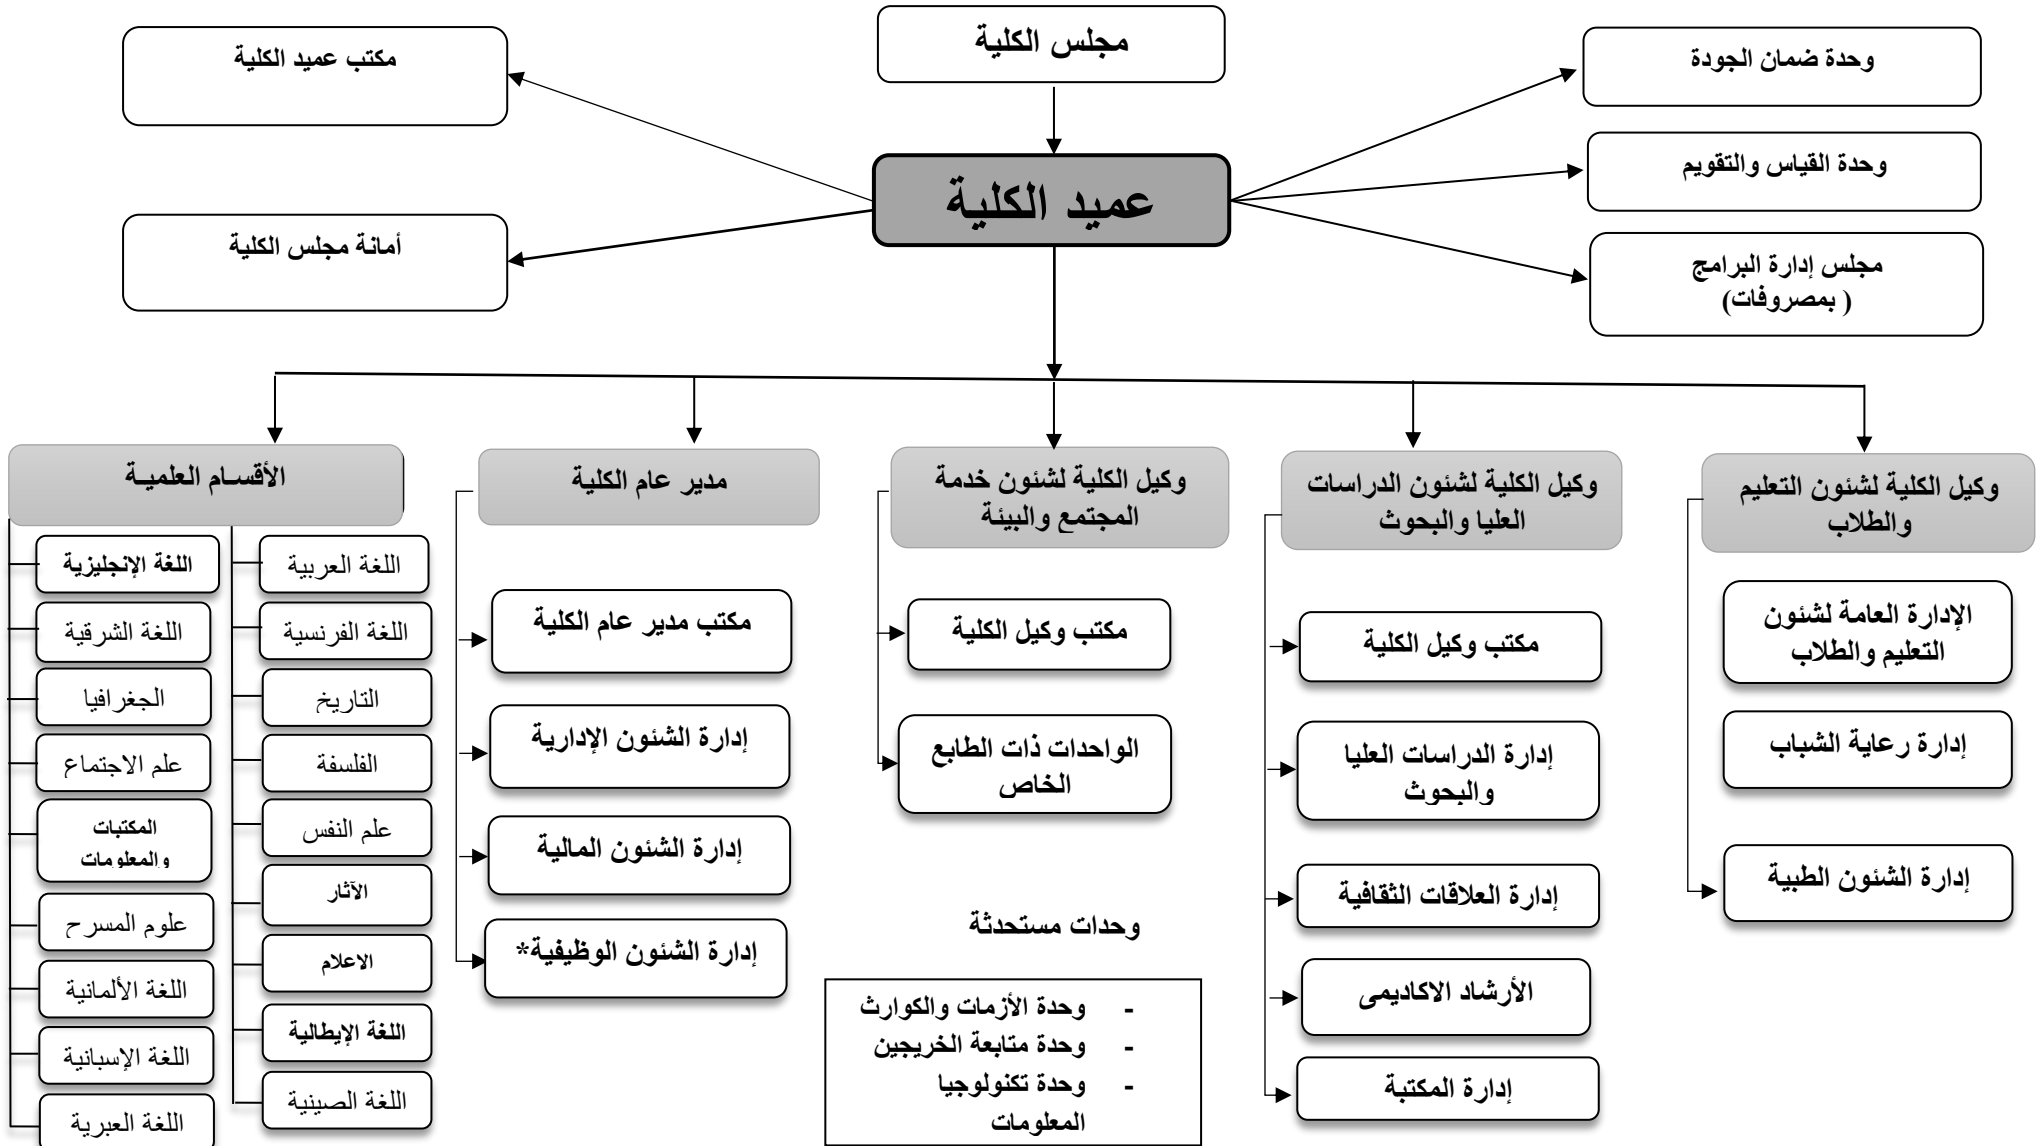 مجلس الكلية
وحدة ضمان الجودة
مكتب عميد الكلية
وحدة القياس والتقويم
عميد الكلية
أمانة مجلس الكلية
مجلس إدارة البرامج
( بمصروفات)
وكيل الكلية لشئون التعليم
والطلاب
الإدارة العامة لشئون
التعليم والطلاب
إدارة رعاية الشباب
إدارة الشئون الطبية
وكيل الكلية لشئون الدراسات
العليا والبحوث
مكتب وكيل الكلية
إدارة الدراسات العليا
والبحوث
إدارة العلاقات الثقافية
الأرشاد الاكاديمى
إدارة المكتبة
وكيل الكلية لشئون خدمة
المجتمع والبيئة
مكتب وكيل الكلية
الواحدات ذات الطابع
الخاص
وحدات مستحدثة
- وحدة الأزمات والكوارث
- وحدة متابعة الخريجين
- وحدة تكنولوجيا
المعلومات
مدير عام الكلية
مكتب مدير عام الكلية
إدارة الشئون الإدارية
إدارة الشئون المالية
إدارة الشئون الوظيفية*
الأقسـام العلميـة
اللغة العربية
اللغة الفرنسية
التاريخ
الفلسفة
علم النفس
الآثار
الاعلام
اللغة الإيطالية
اللغة الصينية
اللغة الإنجليزية
اللغة الشرقية
الجغرافيا
علم الاجتماع
المكتبات
والمعلومات
علوم المسرح
اللغة الألمانية
اللغة الإسبانية
اللغة العبرية